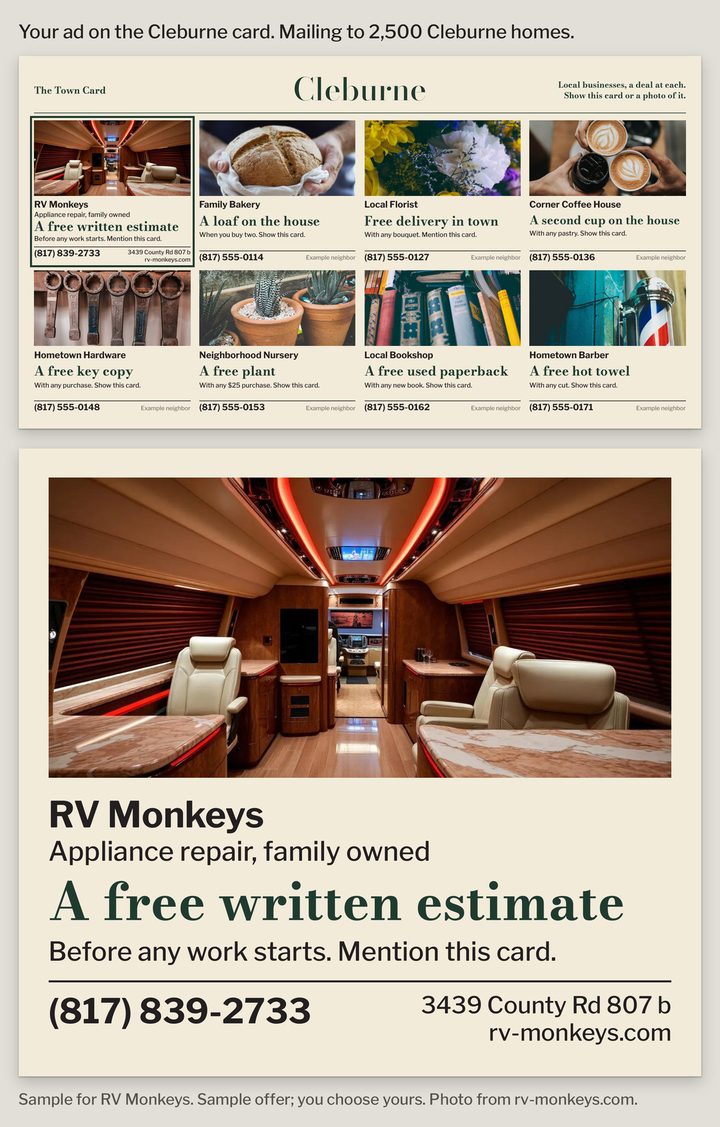 Your ad on the Cleburne card. Mailing to 2,500 Cleburne homes.
The Town Card
Cleburne
Local businesses, a deal at each.
Show this card or a photo of it.
RV Monkeys
Appliance repair, family owned
A free written estimate
Before any work starts. Mention this card.
(817) 839-2733
3439 County Rd 807 b
rv-monkeys.com
Family Bakery
A loaf on the house
When you buy two. Show this card.
(817) 555-0114
Example neighbor
Local Florist
Free delivery in town
With any bouquet. Mention this card.
(817) 555-0127
Example neighbor
Corner Coffee House
A second cup on the house
With any pastry. Show this card.
(817) 555-0136
Example neighbor
Hometown Hardware
A free key copy
With any purchase. Show this card.
(817) 555-0148
Example neighbor
Neighborhood Nursery
A free plant
With any $25 purchase. Show this card.
(817) 555-0153
Example neighbor
Local Bookshop
A free used paperback
With any new book. Show this card.
(817) 555-0162
Example neighbor
Hometown Barber
A free hot towel
With any cut. Show this card.
(817) 555-0171
Example neighbor
RV Monkeys
Appliance repair, family owned
A free written estimate
Before any work starts. Mention this card.
(817) 839-2733
3439 County Rd 807 b
rv-monkeys.com
Sample for RV Monkeys. Sample offer; you choose yours. Photo from rv-monkeys.com.